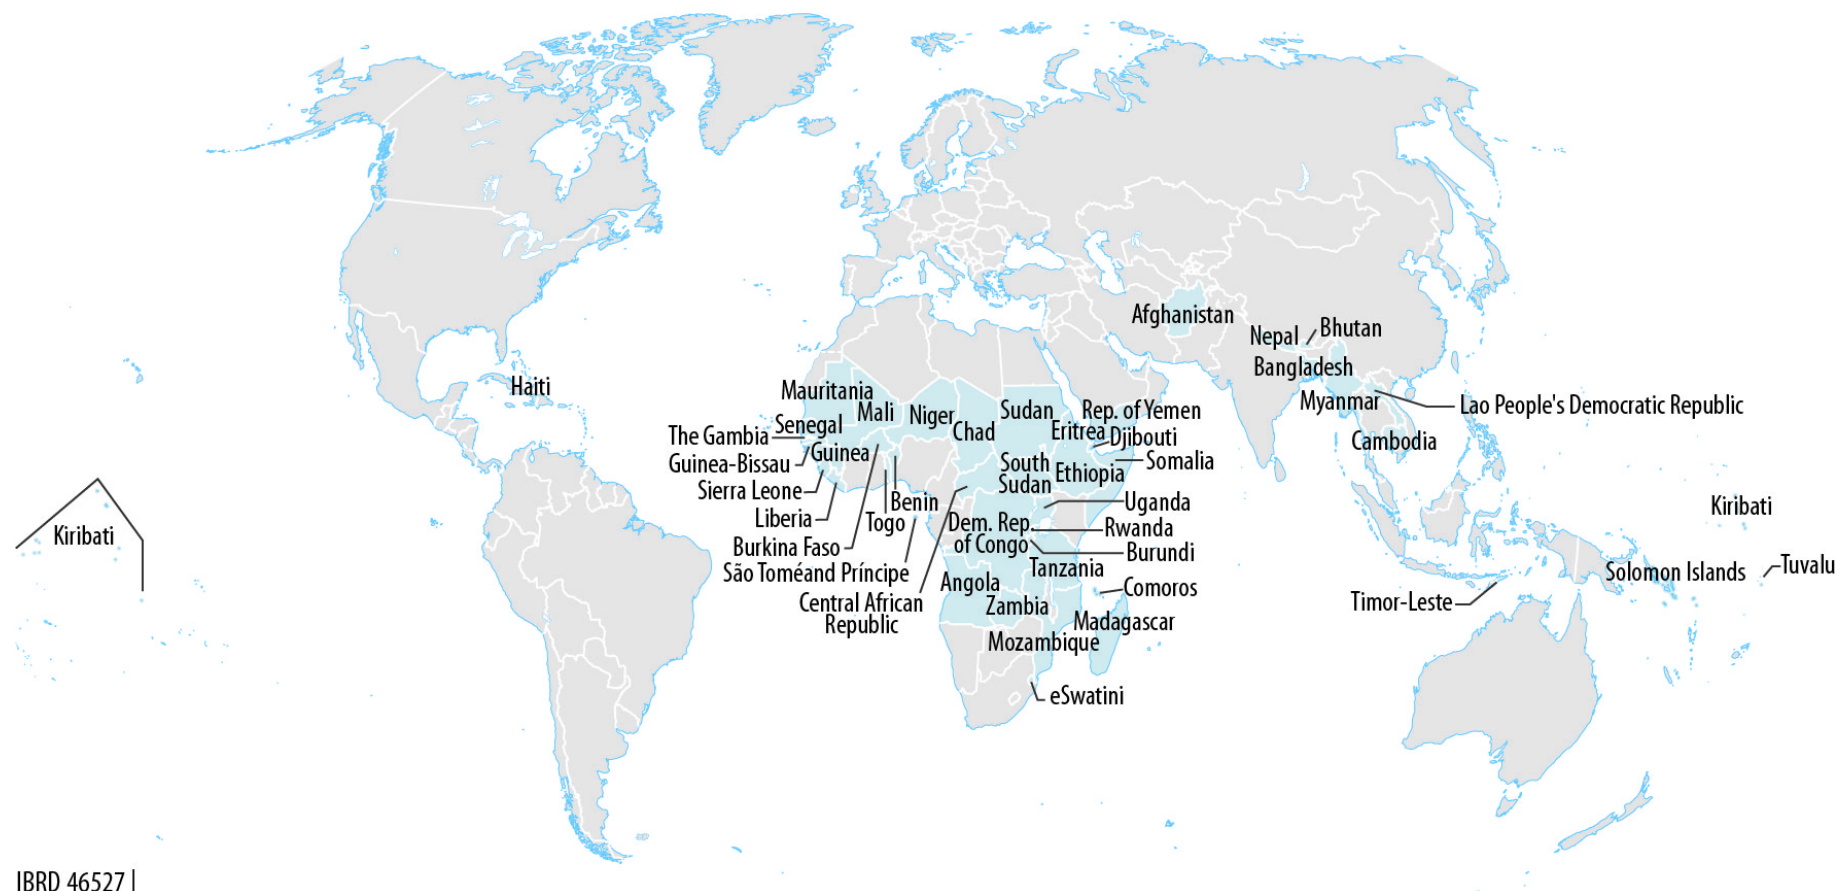 Afghanistan
Nepal
Bhutan
Bangladesh
Haiti
Mauritania
Mali
Niger
Sudan
Rep. of Yemen
Myanmar
Lao People's Democratic Republic
Senegal
Chad
Eritrea
Djibouti
The Gambia
Cambodia
Guinea
Guinea-Bissau
South
Sudan
Ethiopia
Somalia
Sierra Leone
Benin
Uganda
Kiribati
Liberia
Togo
Dem. Rep.
of Congo
Rwanda
Kiribati
Burkina Faso
Burundi
São Toméand Príncipe
Tanzania
Solomon Islands
Tuvalu
Angola
Comoros
Central African
Republic
Zambia
Timor-Leste
Madagascar
Mozambique
eSwatini
IBRD 46527 |